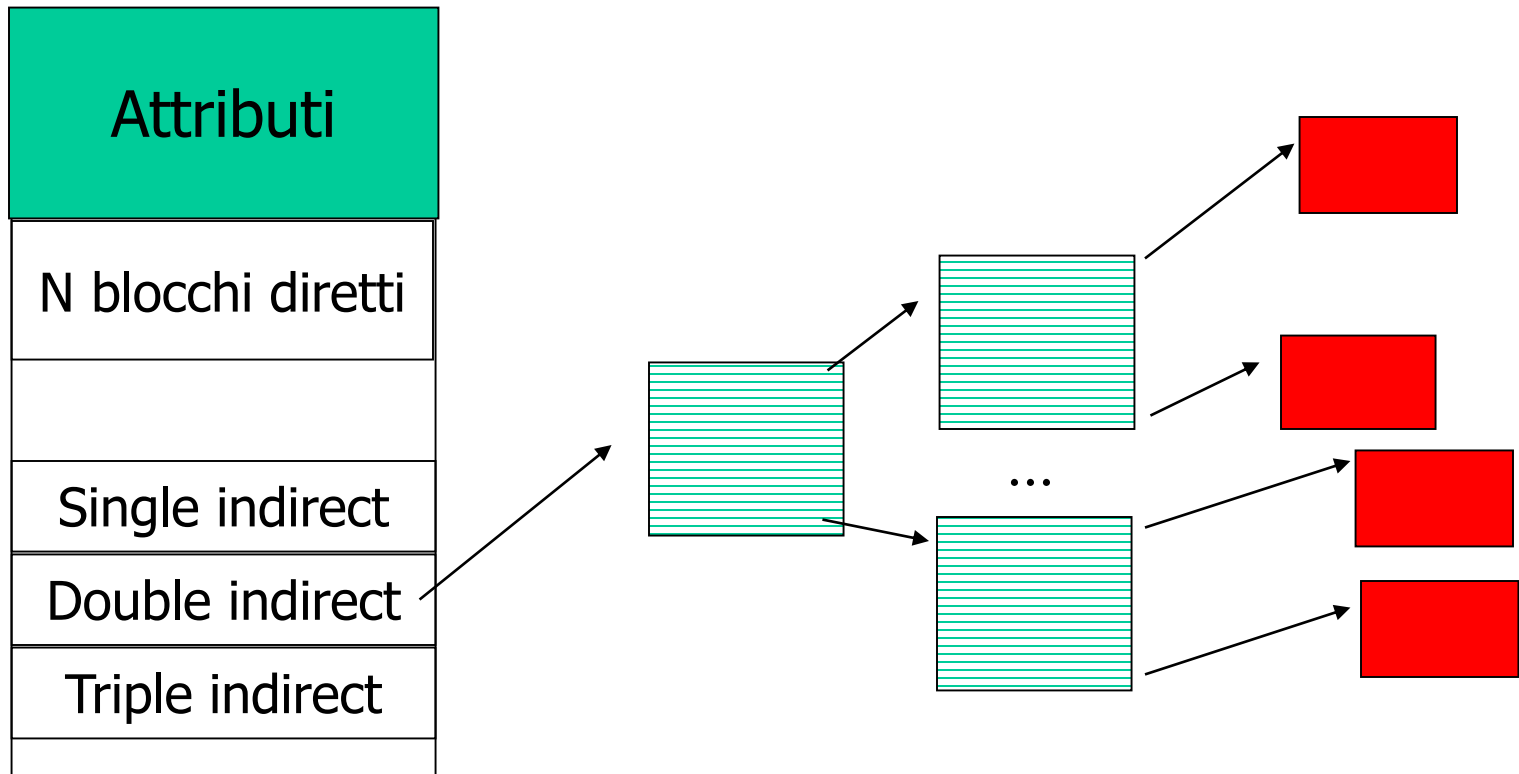 Attributi
N blocchi diretti
Single indirect
Double indirect
Triple indirect
...